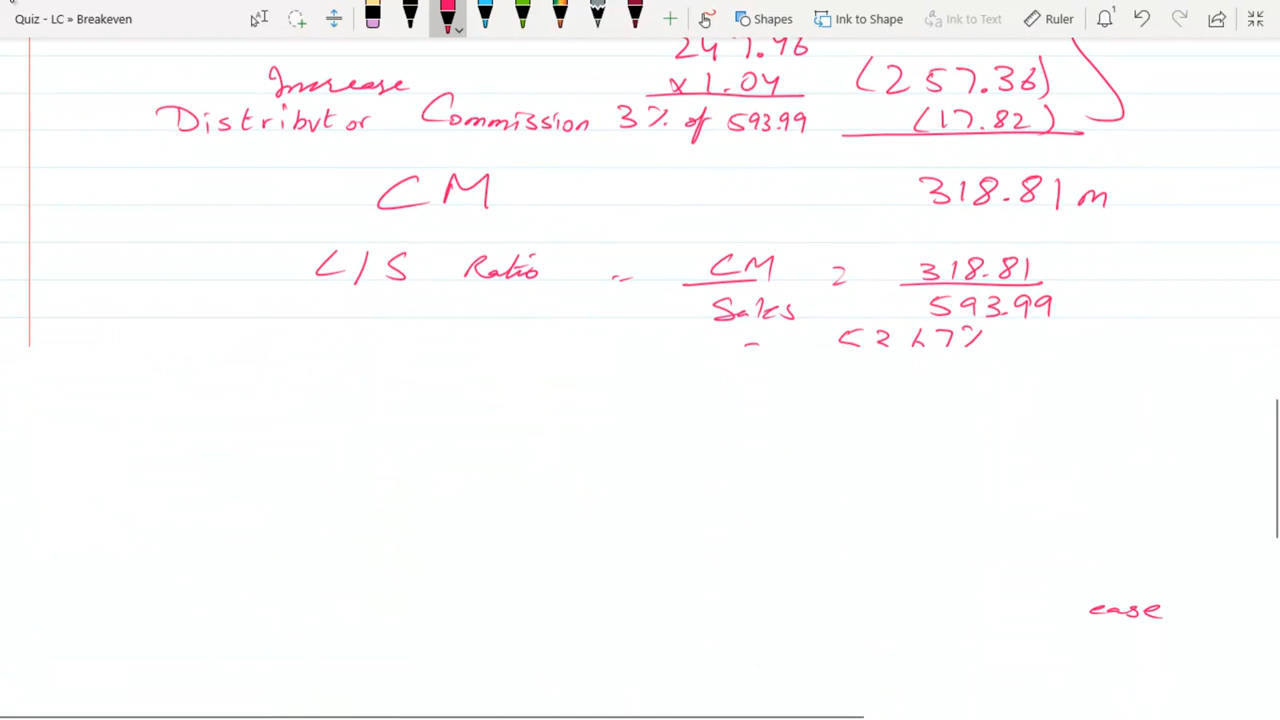 Quiz - LC » Breakeven Shapes Ink to Shape Ink to Text Ruler
Increase x 1.04 (257.36)
Distributor Commission 3% of 593.99 (17.82)
CM 318.81 m
C/S Ratio = CM = 318.81
Sales 593.99
=
ease